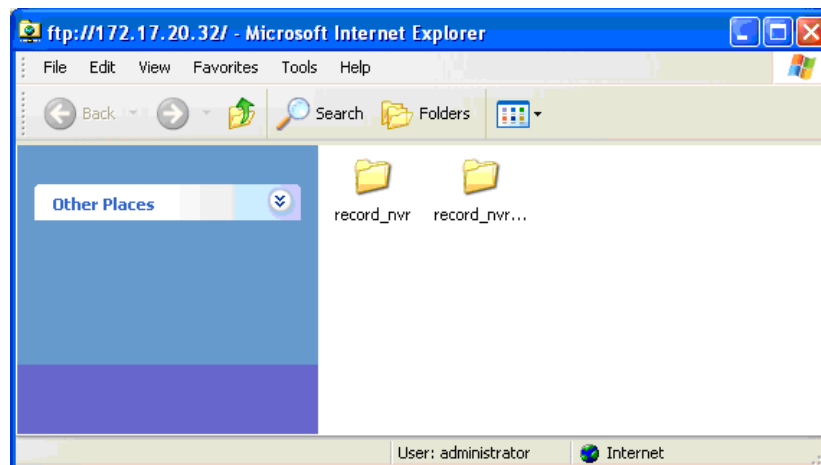 ftp://172.17.20.32/ - Microsoft Internet Explorer
File Edit View Favorites Tools Help
Back Search Folders
Other Places
record_nvr record_nvr...
User: administrator Internet